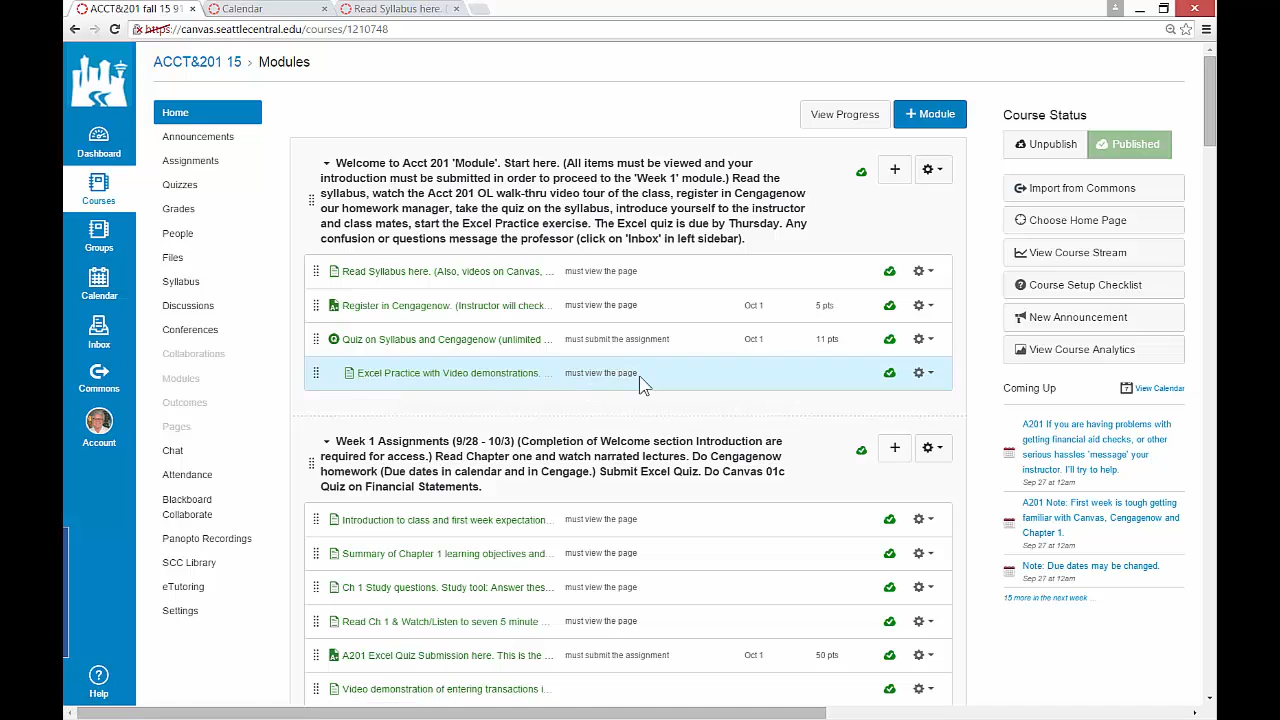 ACCT&201 fall 15 91
Calendar
Read Syllabus here. (
https://canvas.seattlecentral.edu/courses/1210748
ACCT&201 15 > Modules
Dashboard
Courses
Groups
Calendar
Inbox
Commons
Account
Help
Home
Announcements
Assignments
Quizzes
Grades
People
Files
Syllabus
Discussions
Conferences
Collaborations
Modules
Outcomes
Pages
Chat
Attendance
Blackboard
Collaborate
Panopto Recordings
SCC Library
eTutoring
Settings
View Progress
+ Module
Welcome to Acct 201 'Module'. Start here. (All items must be viewed and your
introduction must be submitted in order to proceed to the 'Week 1' module.) Read the
syllabus, watch the Acct 201 OL walk-thru video tour of the class, register in Cengagenow
our homework manager, take the quiz on the syllabus, introduce yourself to the instructor
and class mates, start the Excel Practice exercise. The Excel quiz is due by Thursday. Any
confusion or questions message the professor (click on 'Inbox' in left sidebar).
Read Syllabus here. (Also, videos on Canvas, ... must view the page
Register in Cengagenow. (Instructor will check... must view the page Oct 1 5 pts
Quiz on Syllabus and Cengagenow (unlimited ... must submit the assignment Oct 1 11 pts
Excel Practice with Video demonstrations. ... must view the page
Week 1 Assignments (9/28 - 10/3) (Completion of Welcome section Introduction are
required for access.) Read Chapter one and watch narrated lectures. Do Cengagenow
homework (Due dates in calendar and in Cengage.) Submit Excel Quiz. Do Canvas 01c
Quiz on Financial Statements.
Introduction to class and first week expectation... must view the page
Summary of Chapter 1 learning objectives and... must view the page
Ch 1 Study questions. Study tool: Answer thes... must view the page
Read Ch 1 & Watch/Listen to seven 5 minute ... must view the page
A201 Excel Quiz Submission here. This is the ... must submit the assignment Oct 1 50 pts
Video demonstration of entering transactions i... must view the page
Course Status
Unpublish
Published
Import from Commons
Choose Home Page
View Course Stream
Course Setup Checklist
New Announcement
View Course Analytics
Coming Up
View Calendar
A201 If you are having problems with
getting financial aid checks, or other
serious hassles 'message' your
instructor. I'll try to help.
Sep 27 at 12am
A201 Note: First week is tough getting
familiar with Canvas, Cengagenow and
Chapter 1.
Sep 27 at 12am
Note: Due dates may be changed.
Sep 27 at 12am
15 more in the next week ...